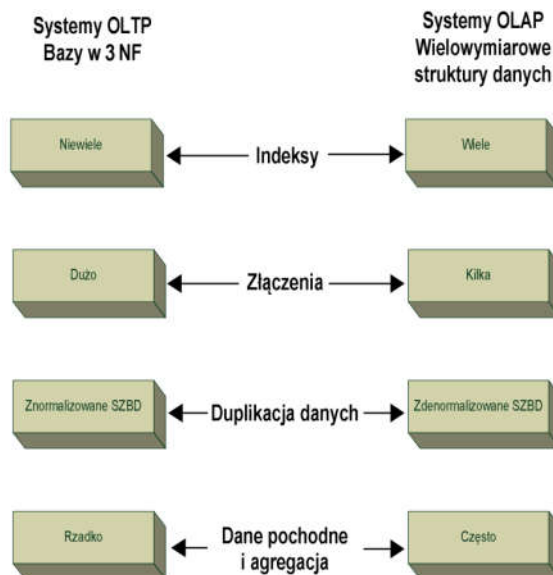 Systemy OLTP
Bazy w 3 NF
Systemy OLAP
Wielowymiarowe
struktury danych
Niewiele
Indeksy
Wiele
Dużo
Złączenia
Kilka
Znormalizowane SZBD
Duplikacja danych
Zdenormalizowane SZBD
Rzadko
Dane pochodne
i agregacja
Często